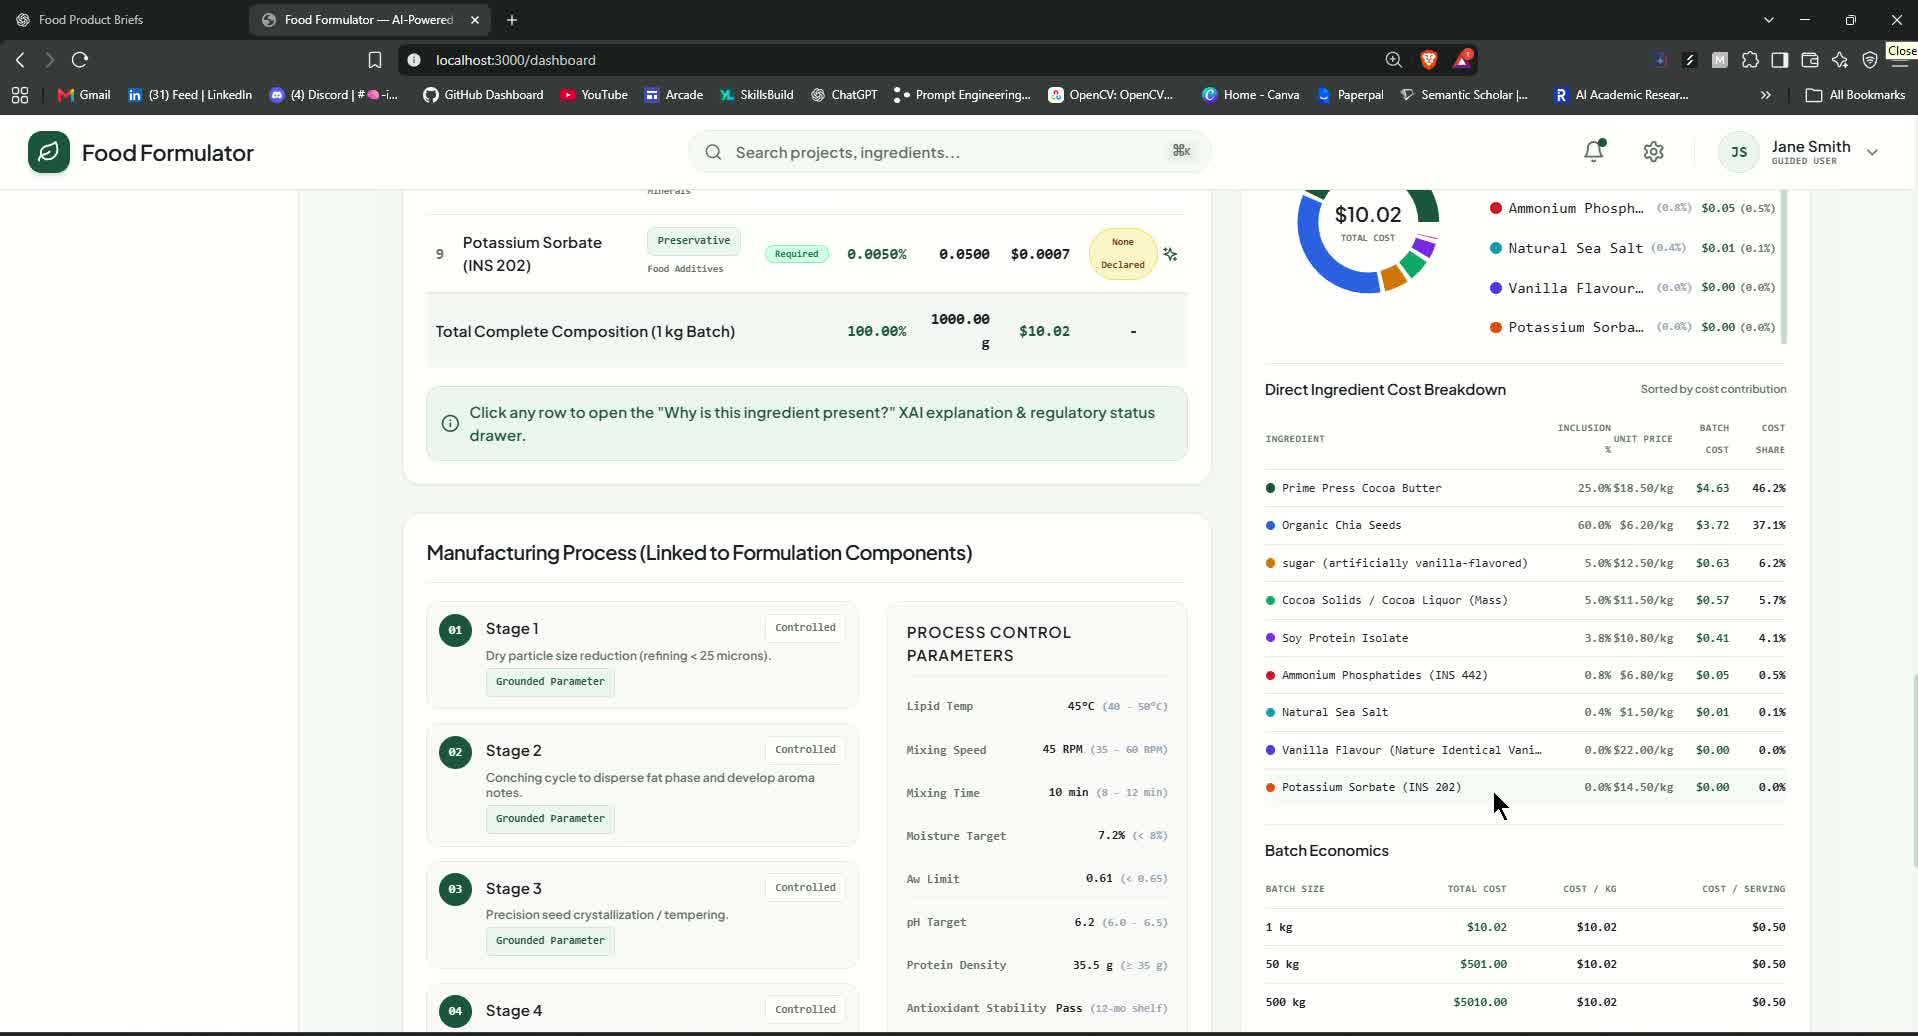 Food Product Briefs
Food Formulator — AI-Powered
Close
localhost:3000/dashboard
Gmail
(31) Feed | LinkedIn
(4) Discord | #🧠-i...
GitHub Dashboard
YouTube
Arcade
SkillsBuild
ChatGPT
Prompt Engineering...
OpenCV: OpenCV...
Home - Canva
Paperpal
Semantic Scholar |...
AI Academic Resear...
All Bookmarks
Food Formulator
Search projects, ingredients...
⌘K
JS
Jane Smith
GUIDED USER
Minerals
9
Potassium Sorbate
(INS 202)
Preservative
Food Additives
Required
0.0050%
0.0500
$0.0007
None
Declared
Total Complete Composition (1 kg Batch)
100.00%
1000.00
g
$10.02
-
Click any row to open the "Why is this ingredient present?" XAI explanation & regulatory status
drawer.
Manufacturing Process (Linked to Formulation Components)
01
Stage 1
Controlled
Dry particle size reduction (refining < 25 microns).
Grounded Parameter
02
Stage 2
Controlled
Conching cycle to disperse fat phase and develop aroma
notes.
Grounded Parameter
03
Stage 3
Controlled
Precision seed crystallization / tempering.
Grounded Parameter
04
Stage 4
Controlled
PROCESS CONTROL
PARAMETERS
Lipid Temp 45°C (40 - 50°C)
Mixing Speed 45 RPM (35 - 60 RPM)
Mixing Time 10 min (8 - 12 min)
Moisture Target 7.2% (< 8%)
Aw Limit 0.61 (< 0.65)
pH Target 6.2 (6.0 - 6.5)
Protein Density 35.5 g (≥ 35 g)
Antioxidant Stability Pass (12-mo shelf)
$10.02
TOTAL COST
Ammonium Phosph... (0.8%) $0.05 (0.5%)
Natural Sea Salt (0.4%) $0.01 (0.1%)
Vanilla Flavour... (0.0%) $0.00 (0.0%)
Potassium Sorba... (0.0%) $0.00 (0.0%)
Direct Ingredient Cost Breakdown
Sorted by cost contribution
INGREDIENT
INCLUSION
%
UNIT PRICE
BATCH
COST
COST
SHARE
Prime Press Cocoa Butter 25.0% $18.50/kg $4.63 46.2%
Organic Chia Seeds 60.0% $6.20/kg $3.72 37.1%
sugar (artificially vanilla-flavored) 5.0% $12.50/kg $0.63 6.2%
Cocoa Solids / Cocoa Liquor (Mass) 5.0% $11.50/kg $0.57 5.7%
Soy Protein Isolate 3.8% $10.80/kg $0.41 4.1%
Ammonium Phosphatides (INS 442) 0.8% $6.80/kg $0.05 0.5%
Natural Sea Salt 0.4% $1.50/kg $0.01 0.1%
Vanilla Flavour (Nature Identical Vani... 0.0% $22.00/kg $0.00 0.0%
Potassium Sorbate (INS 202) 0.0% $14.50/kg $0.00 0.0%
Batch Economics
BATCH SIZE TOTAL COST COST / KG COST / SERVING
1 kg $10.02 $10.02 $0.50
50 kg $501.00 $10.02 $0.50
500 kg $5010.00 $10.02 $0.50